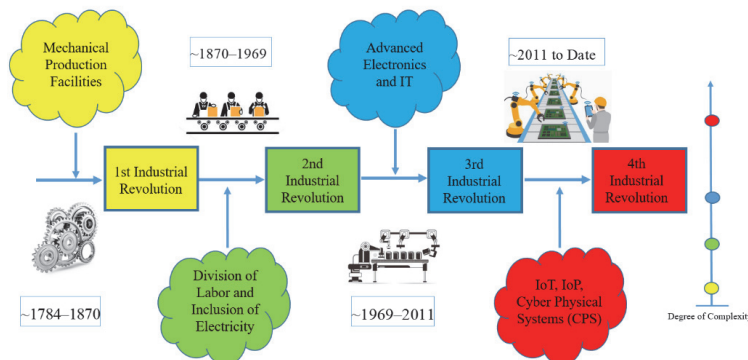 Mechanical
Production
Facilities
~1870–1969
Advanced
Electronics
and IT
~2011 to Date
1st Industrial
Revolution
2nd
Industrial
Revolution
3rd
Industrial
Revolution
4th
Industrial
Revolution
~1784–1870
Division of
Labor and
Inclusion of
Electricity
~1969–2011
IoT, IoP,
Cyber Physical
Systems (CPS)
Degree of Complexity